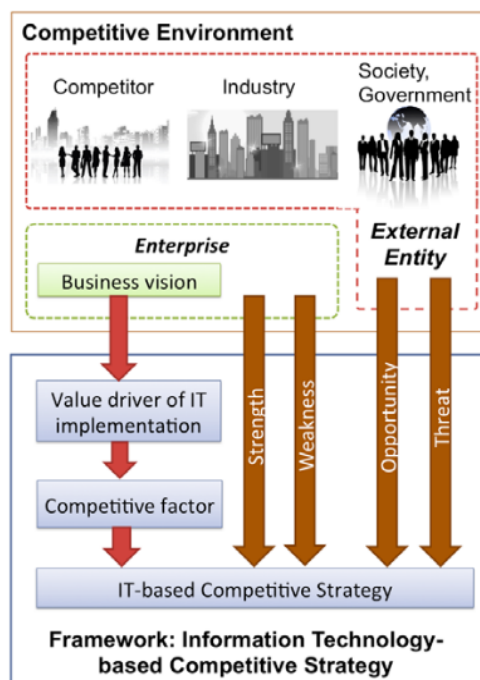 Competitive Environment
Competitor
Industry
Society,
Government
Enterprise
External
Entity
Business vision
Value driver of IT
implementation
Competitive factor
Strength
Weakness
Opportunity
Threat
IT-based Competitive Strategy
Framework: Information Technology-
based Competitive Strategy